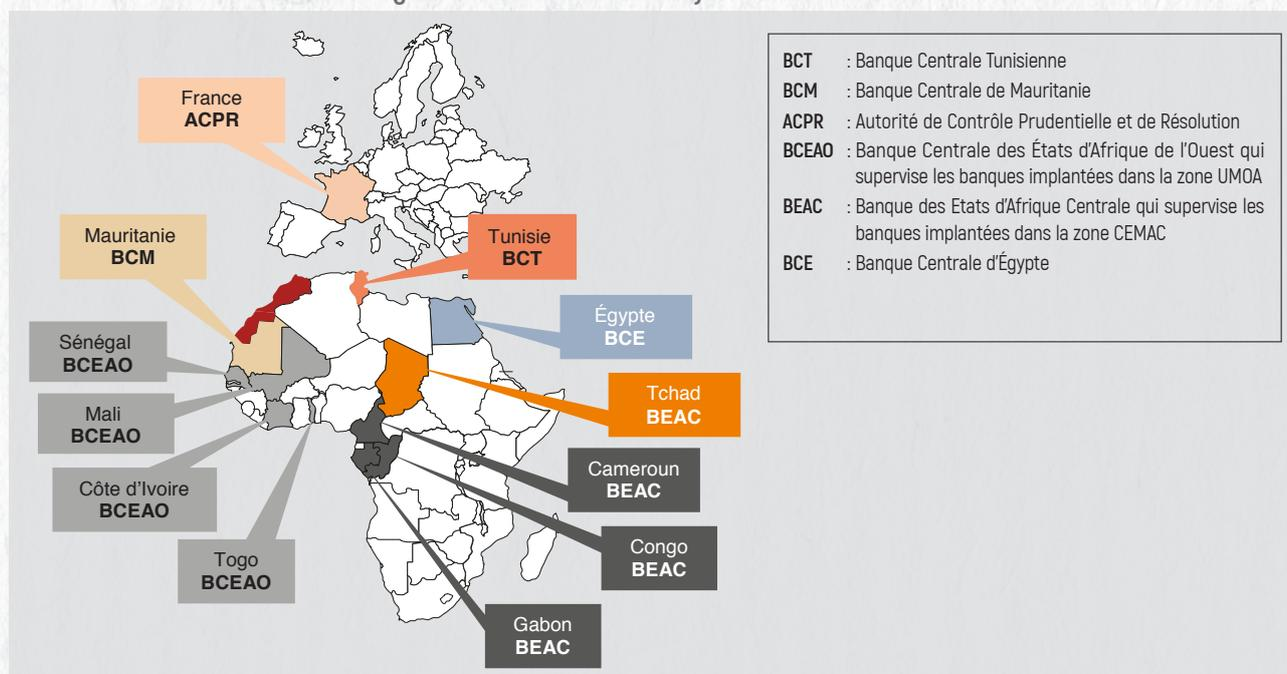 France
ACPR
Mauritanie
BCM
Tunisie
BCT
Égypte
BCE
Sénégal
BCEAO
Tchad
BEAC
Mali
BCEAO
Cameroun
BEAC
Côte d'Ivoire
BCEAO
Congo
BEAC
Togo
BCEAO
Gabon
BEAC
BCT : Banque Centrale Tunisienne
BCM : Banque Centrale de Mauritanie
ACPR : Autorité de Contrôle Prudentielle et de Résolution
BCEAO : Banque Centrale des États d'Afrique de l'Ouest qui
supervise les banques implantées dans la zone UMOA
BEAC : Banque des Etats d'Afrique Centrale qui supervise les
banques implantées dans la zone CEMAC
BCE : Banque Centrale d'Égypte